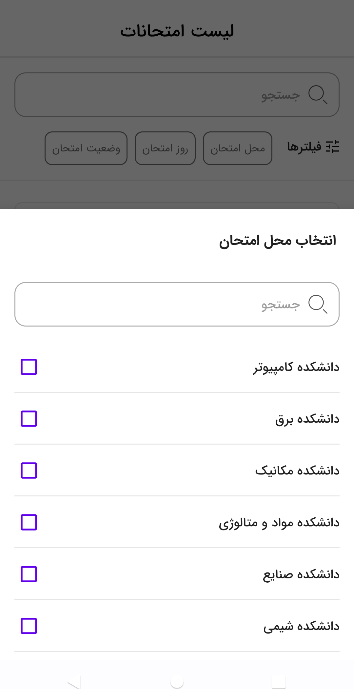 لیست امتحانات
جستجو
فیلترها محل امتحان روز امتحان وضعیت امتحان
انتخاب محل امتحان
جستجو
دانشکده کامپیوتر
دانشکده برق
دانشکده مکانیک
دانشکده مواد و متالوژی
دانشکده صنایع
دانشکده شیمی